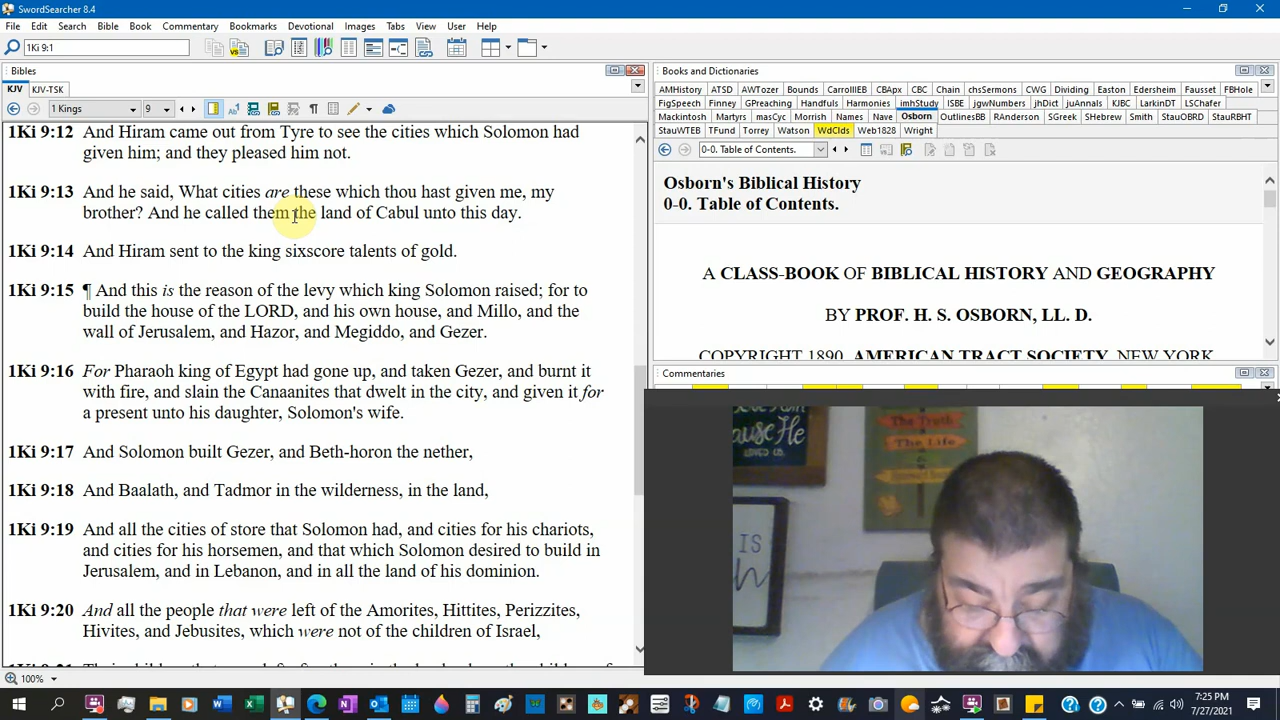 SwordSearcher 8.4
File Edit Search Bible Book Commentary Bookmarks Devotional Images Tabs View User Help
1Ki 9:1
Bibles
KJV KJV-TSK
1 Kings 9
1Ki 9:12 And Hiram came out from Tyre to see the cities which Solomon had
given him; and they pleased him not.
1Ki 9:13 And he said, What cities are these which thou hast given me, my
brother? And he called them the land of Cabul unto this day.
1Ki 9:14 And Hiram sent to the king sixscore talents of gold.
1Ki 9:15 ¶ And this is the reason of the levy which king Solomon raised; for to
build the house of the LORD, and his own house, and Millo, and the
wall of Jerusalem, and Hazor, and Megiddo, and Gezer.
1Ki 9:16 For Pharaoh king of Egypt had gone up, and taken Gezer, and burnt it
with fire, and slain the Canaanites that dwelt in the city, and given it for
a present unto his daughter, Solomon's wife.
1Ki 9:17 And Solomon built Gezer, and Beth-horon the nether,
1Ki 9:18 And Baalath, and Tadmor in the wilderness, in the land,
1Ki 9:19 And all the cities of store that Solomon had, and cities for his chariots,
and cities for his horsemen, and that which Solomon desired to build in
Jerusalem, and in Lebanon, and in all the land of his dominion.
1Ki 9:20 And all the people that were left of the Amorites, Hittites, Perizzites,
Hivites, and Jebusites, which were not of the children of Israel,
100%
Books and Dictionaries
AMHistory ATSD AWTozer Bounds CarrollIEB CBC Chain chsSermons CWG Dividing Easton Edersheim Fausset FBHole
FigSpeech Finney GPreaching Handfuls Harmonies imhStudy ISBE jgwNumbers jhDict juAnnals KJBC LarkinDT LSChafer
Mackintosh Martyrs masCyc Morrish Names Naves Osborn OutlinesBB RAnderson SGreek SHebrew Smith StauOBRD StauRBHT
StauWTEB TFund Torrey Watson WdClds Web1828 Wright
0-0. Table of Contents.
Osborn's Biblical History
0-0. Table of Contents.
A CLASS-BOOK OF BIBLICAL HISTORY AND GEOGRAPHY
BY PROF. H. S. OSBORN, LL. D.
COPYRIGHT 1890, AMERICAN TRACT SOCIETY, NEW YORK
Commentaries
cause He
The Truth
The Life
IS
7:25 PM
7/27/2021